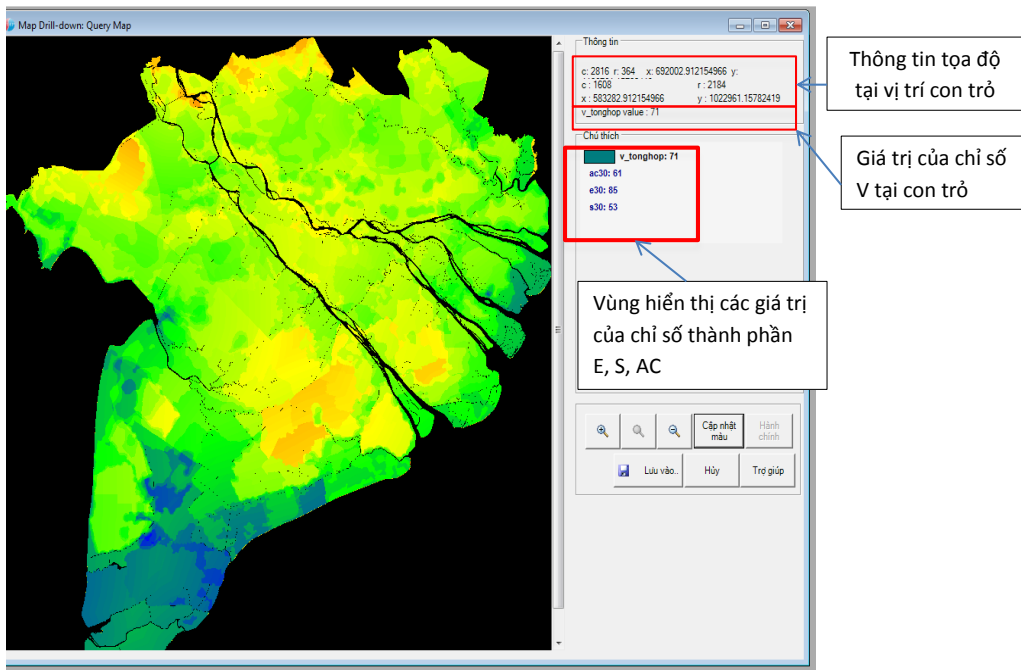 Map Drill-down: Query Map
Thông tin
c: 2816 r: 364 x: 692002.912154966 y:
c : 1608 r : 2184
x : 583282.912154966 y : 1022961.15782419
v_tonghop value : 71
Chú thích
v_tonghop: 71
ac30: 61
e30: 85
s30: 53
Thông tin tọa độ
tại vị trí con trỏ
Giá trị của chỉ số
V tại con trỏ
Vùng hiển thị các giá trị
của chỉ số thành phần
E, S, AC
Cập nhật
màu
Hành
chính
Lưu vào..
Hủy
Trợ giúp